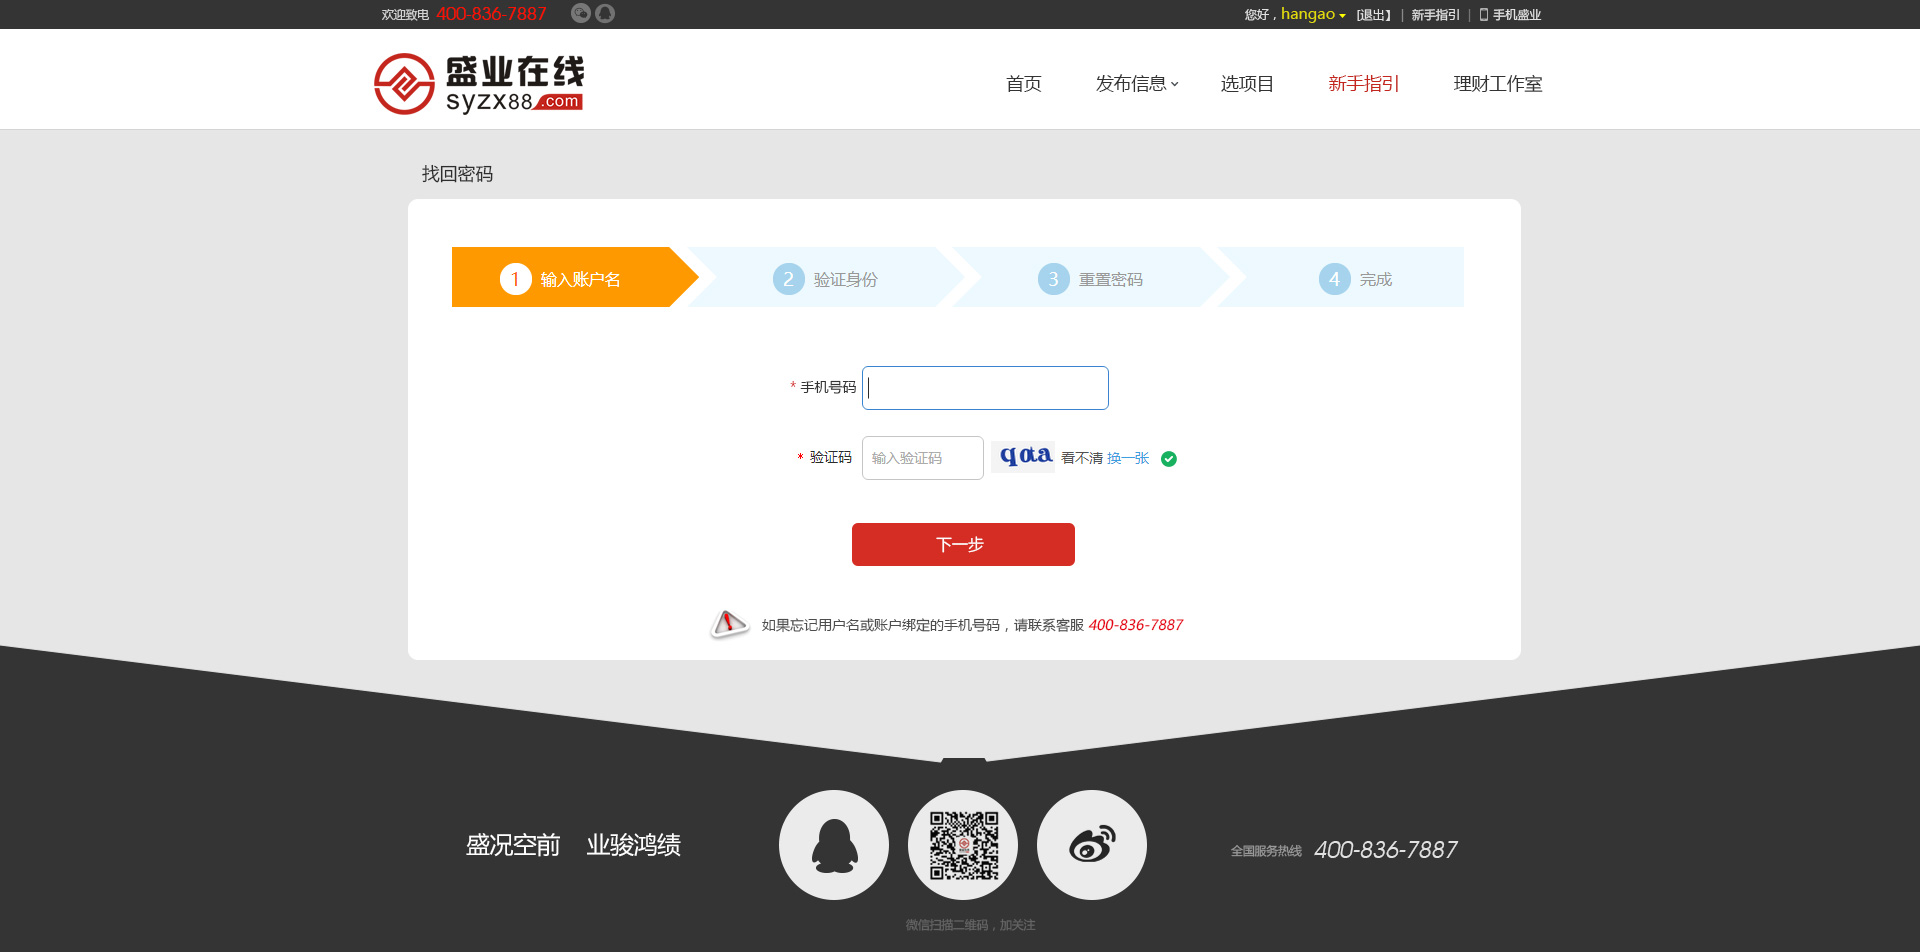 欢迎致电 400-836-7887
您好，hangao [退出】 | 新手指引 | 手机盛业
盛业在线
syzx88.com
首页 发布信息 选项目 新手指引 理财工作室
找回密码
1 输入账户名 2 验证身份 3 重置密码 4 完成
* 手机号码
* 验证码 输入验证码 qota 看不清 换一张
下一步
如果忘记用户名或账户绑定的手机号码，请联系客服 400-836-7887
盛况空前 业骏鸿绩
全国服务热线 400-836-7887
微信扫描二维码，加关注